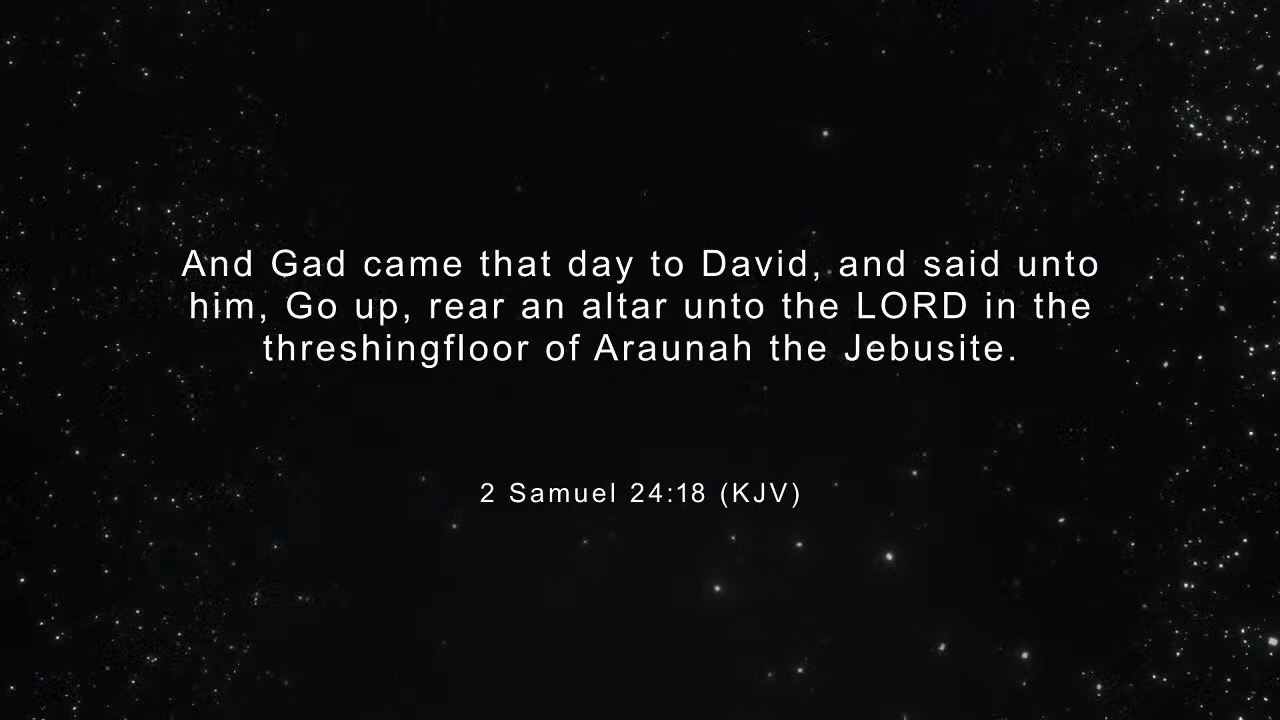 And Gad came that day to David, and said unto
him, Go up, rear an altar unto the LORD in the
threshingfloor of Araunah the Jebusite.
2 Samuel 24:18 (KJV)